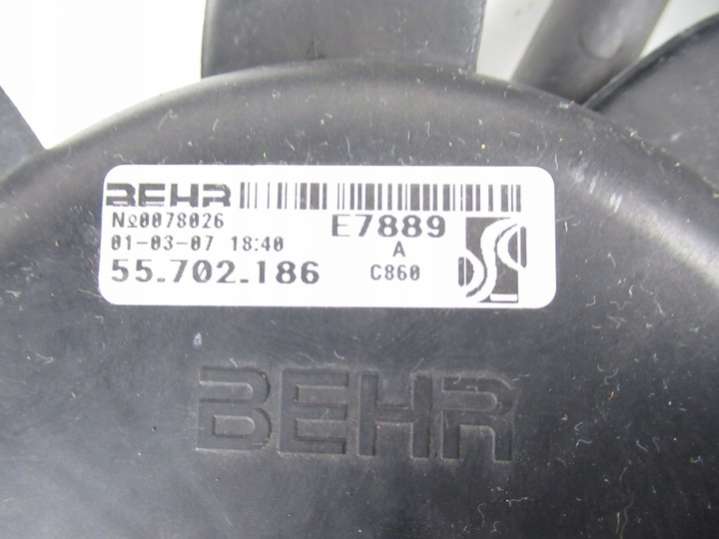 BEHR
№0078026 E7889
01-03-07 18:40 A
55.702.186 C860
BEHR